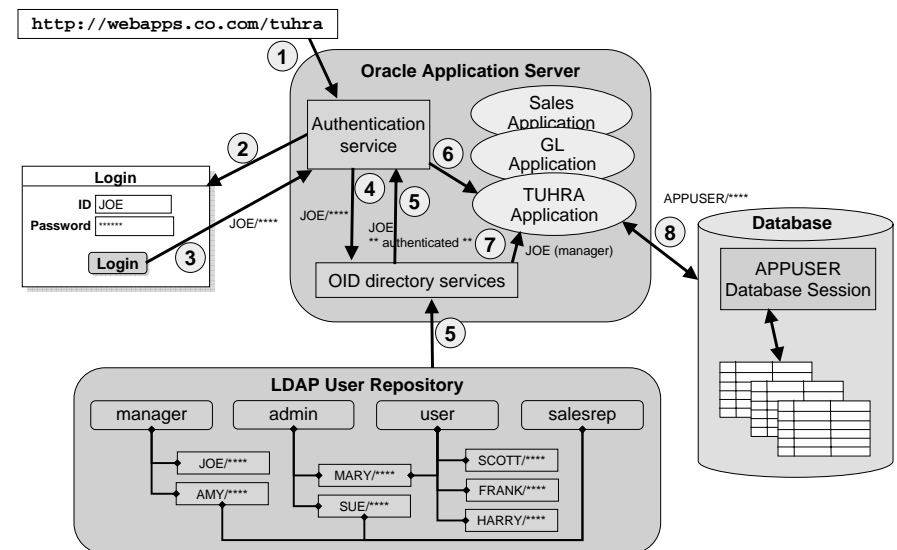 http://webapps.co.com/tuhra
1
Oracle Application Server
Authentication
service
Sales
Application
GL
Application
TUHRA
Application
2
6
4
5
Login
ID JOE
Password ******
Login
JOE/****
3
JOE/****
JOE
** authenticated **
7
JOE (manager)
OID directory services
APPUSER/****
8
Database
APPUSER
Database Session
5
LDAP User Repository
manager
admin
user
salesrep
JOE/****
AMY/****
MARY/****
SUE/****
SCOTT/****
FRANK/****
HARRY/****